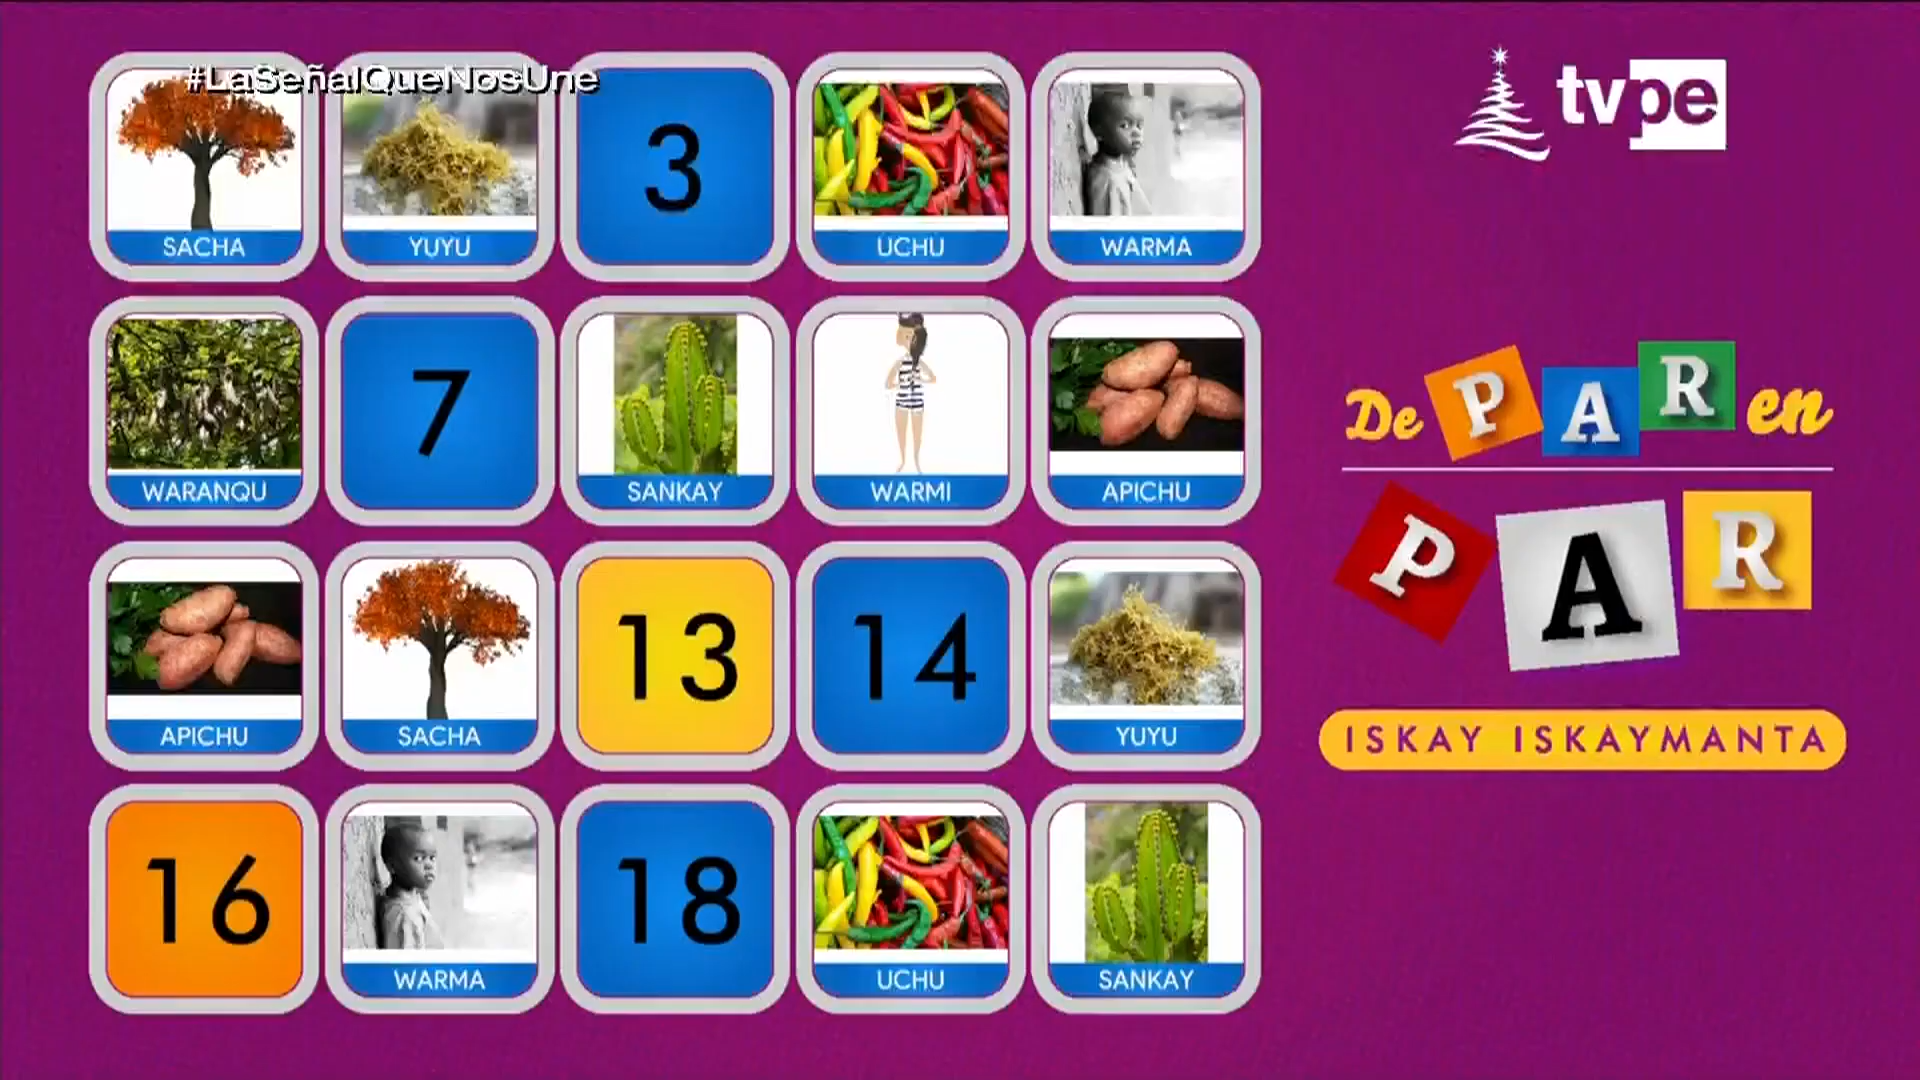 #LaSeñalQueNosUne
tvpe
SACHA
YUYU
3
UCHU
WARMA
WARANQU
7
SANKAY
WARMI
APICHU
De PAR en
PAR
APICHU
SACHA
13
14
YUYU
ISKAY ISKAYMANTA
16
WARMA
18
UCHU
SANKAY